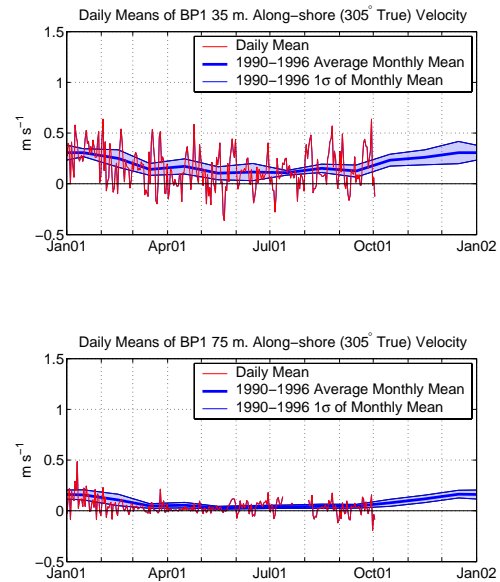 Daily Means of BP1 35 m. Along-shore (305° True) Velocity
1.5
Daily Mean
1990-1996 Average Monthly Mean
1990-1996 1σ of Monthly Mean
1
m s⁻¹
0.5
0
-0.5
Jan01 Apr01 Jul01 Oct01 Jan02
Daily Means of BP1 75 m. Along-shore (305° True) Velocity
1.5
Daily Mean
1990-1996 Average Monthly Mean
1990-1996 1σ of Monthly Mean
1
m s⁻¹
0.5
0
-0.5
Jan01 Apr01 Jul01 Oct01 Jan02